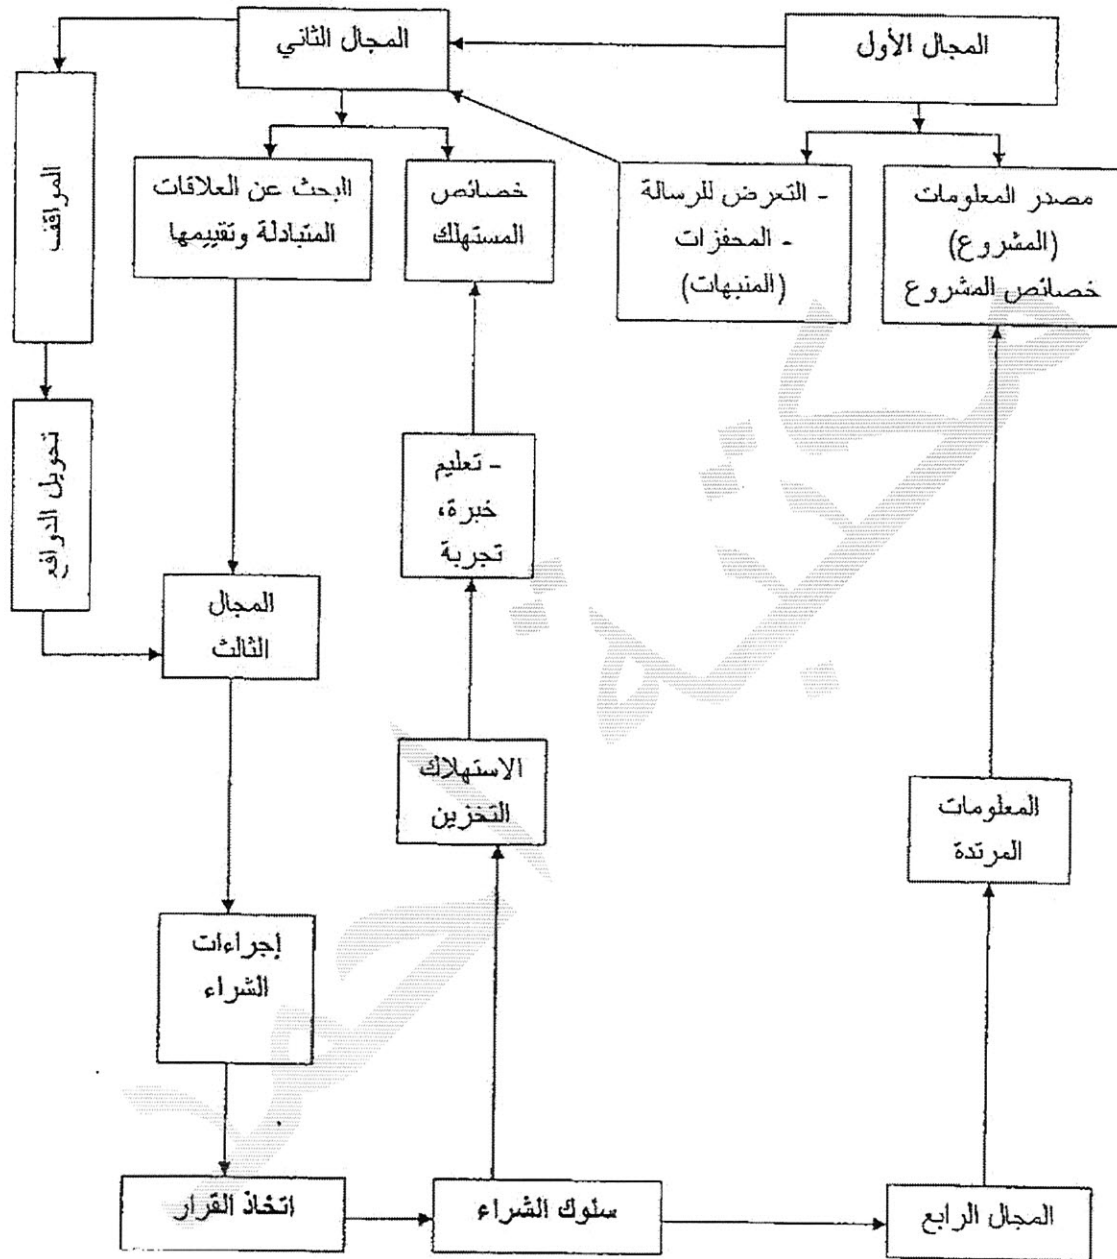 المجال الأول
المجال الثاني
مصدر المعلومات
(المشروع)
خصائص المشروع
- التعرض للرسالة
- المحفزات
(المنبهات)
خصائص
المستهلك
البحث عن العلاقات
المتبادلة وتقييمها
المواقف
تحويل الدوافع
- تعليم
خبرة،
تجربة
المجال
الثالث
الاستهلاك
التخزين
المعلومات
المرتدة
إجراءات
الشراء
اتخاذ القرار
سلوك الشراء
المجال الرابع